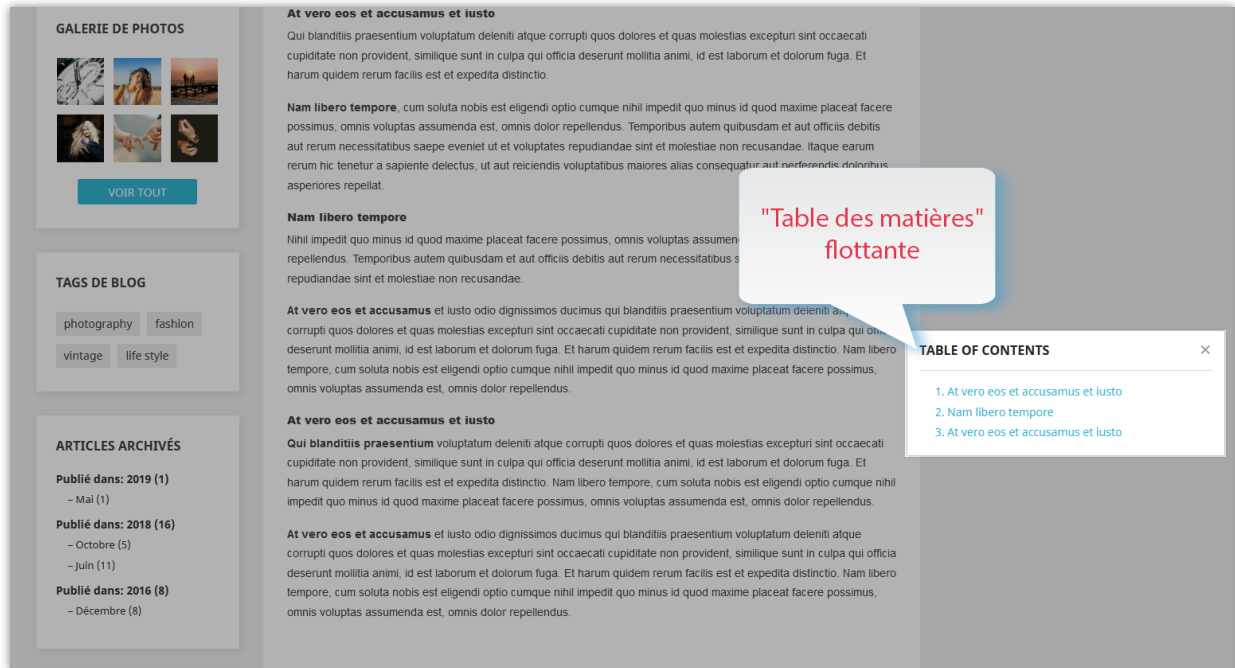 GALERIE DE PHOTOS
VOIR TOUT
TAGS DE BLOG
photography
fashion
vintage
life style
ARTICLES ARCHIVÉS
Publié dans: 2019 (1)
– Mai (1)
Publié dans: 2018 (16)
– Octobre (5)
– Juin (11)
Publié dans: 2016 (8)
– Décembre (8)
At vero eos et accusamus et iusto
Qui blanditiis praesentium voluptatum deleniti atque corrupti quos dolores et quas molestias excepturi sint occaecati
cupiditate non provident, similique sunt in culpa qui officia deserunt mollitia animi, id est laborum et dolorum fuga. Et
harum quidem rerum facilis est et expedita distinctio.
Nam libero tempore, cum soluta nobis est eligendi optio cumque nihil impedit quo minus id quod maxime placeat facere
possimus, omnis voluptas assumenda est, omnis dolor repellendus. Temporibus autem quibusdam et aut officiis debitis
aut rerum necessitatibus saepe eveniet ut et voluptates repudiandae sint et molestiae non recusandae. Itaque earum
rerum hic tenetur a sapiente delectus, ut aut reiciendis voluptatibus maiores alias consequatur aut perferendis doloribus
asperiores repellat.
Nam libero tempore
Nihil impedit quo minus id quod maxime placeat facere possimus, omnis voluptas
repellendus. Temporibus autem quibusdam et aut officiis debitis aut rerum necessitatibus
repudiandae sint et molestiae non recusandae.
At vero eos et accusamus et iusto odio dignissimos ducimus qui blanditiis praesentium voluptatum deleniti
corrupti quos dolores et quas molestias excepturi sint occaecati cupiditate non provident, similique sunt in culpa qui
deserunt mollitia animi, id est laborum et dolorum fuga. Et harum quidem rerum facilis est et expedita distinctio. Nam libero
tempore, cum soluta nobis est eligendi optio cumque nihil impedit quo minus id quod maxime placeat facere possimus,
omnis voluptas assumenda est, omnis dolor repellendus.
At vero eos et accusamus et iusto
Qui blanditiis praesentium voluptatum deleniti atque corrupti quos dolores et quas molestias excepturi sint occaecati
cupiditate non provident, similique sunt in culpa qui officia deserunt mollitia animi, id est laborum et dolorum fuga. Et
harum quidem rerum facilis est et expedita distinctio. Nam libero tempore, cum soluta nobis est eligendi optio cumque nihil
impedit quo minus id quod maxime placeat facere possimus, omnis voluptas assumenda est, omnis dolor repellendus.
At vero eos et accusamus et iusto odio dignissimos ducimus qui blanditiis praesentium voluptatum deleniti atque
corrupti quos dolores et quas molestias excepturi sint occaecati cupiditate non provident, similique sunt in culpa qui officia
deserunt mollitia animi, id est laborum et dolorum fuga. Et harum quidem rerum facilis est et expedita distinctio. Nam libero
tempore, cum soluta nobis est eligendi optio cumque nihil impedit quo minus id quod maxime placeat facere possimus,
omnis voluptas assumenda est, omnis dolor repellendus.
"Table des matières"
flottante
TABLE OF CONTENTS ×
1. At vero eos et accusamus et iusto
2. Nam libero tempore
3. At vero eos et accusamus et iusto